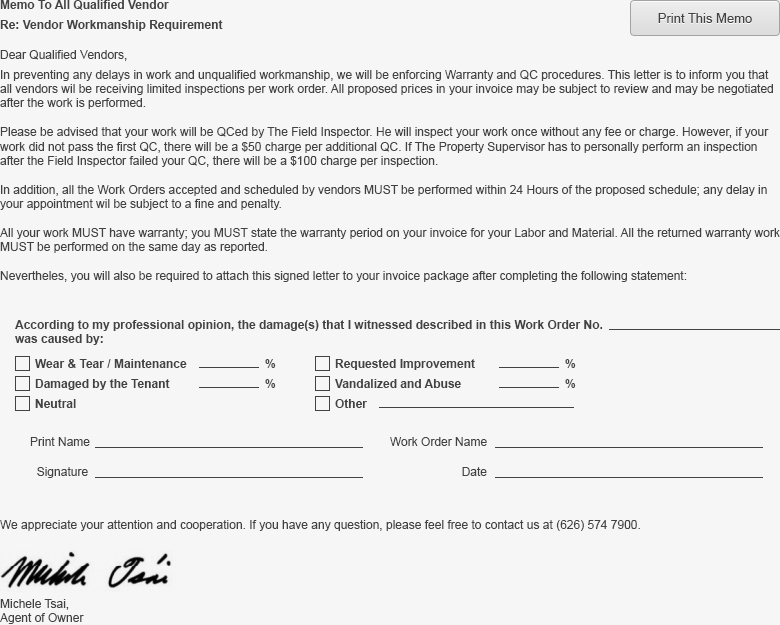 Memo To All Qualified Vendor
Re: Vendor Workmanship Requirement
Print This Memo
Dear Qualified Vendors,
In preventing any delays in work and unqualified workmanship, we will be enforcing Warranty and QC procedures. This letter is to inform you that
all vendors wil be receiving limited inspections per work order. All proposed prices in your invoice may be subject to review and may be negotiated
after the work is performed.
Please be advised that your work will be QCed by The Field Inspector. He will inspect your work once without any fee or charge. However, if your
work did not pass the first QC, there will be a $50 charge per additional QC. If The Property Supervisor has to personally perform an inspection
after the Field Inspector failed your QC, there will be a $100 charge per inspection.
In addition, all the Work Orders accepted and scheduled by vendors MUST be performed within 24 Hours of the proposed schedule; any delay in
your appointment wil be subject to a fine and penalty.
All your work MUST have warranty; you MUST state the warranty period on your invoice for your Labor and Material. All the returned warranty work
MUST be performed on the same day as reported.
Nevertheles, you will also be required to attach this signed letter to your invoice package after completing the following statement:
According to my professional opinion, the damage(s) that I witnessed described in this Work Order No.
was caused by:
Wear & Tear / Maintenance % Requested Improvement %
Damaged by the Tenant % Vandalized and Abuse %
Neutral Other
Print Name Work Order Name
Signature Date
We appreciate your attention and cooperation. If you have any question, please feel free to contact us at (626) 574 7900.
Michele Tsai
Michele Tsai,
Agent of Owner